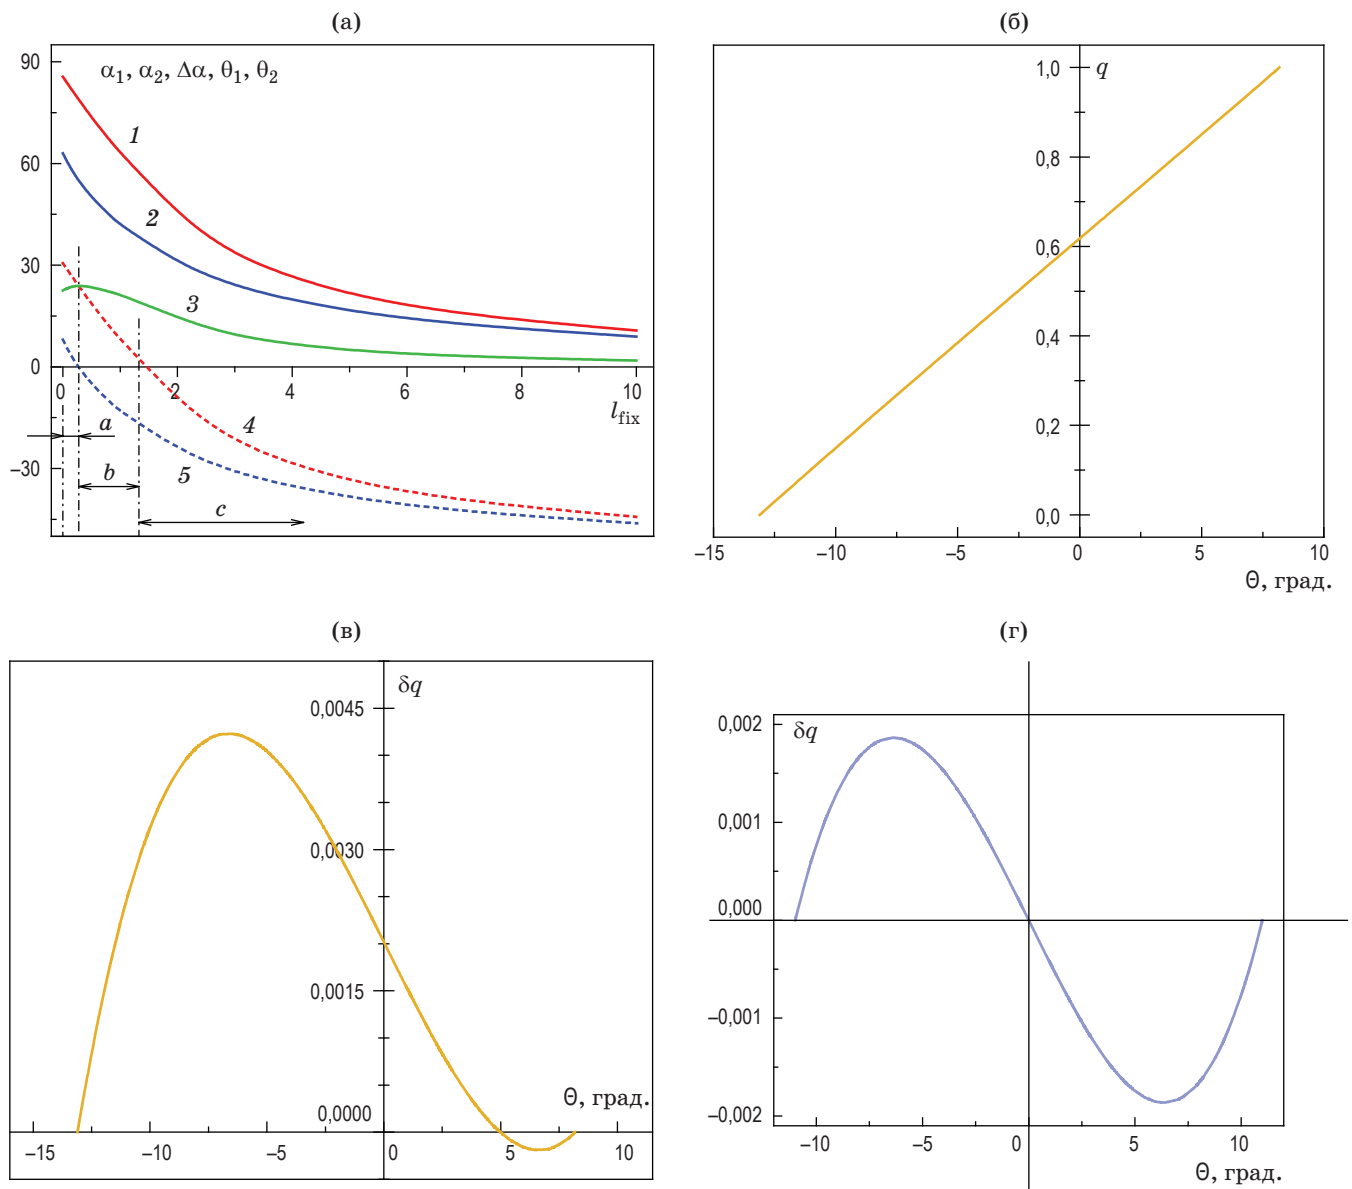 (а)
90
60
30
0
–30
α1, α2, Δα, θ1, θ2
1
2
3
4
5
a
b
c
0 2 4 6 8 10
lfix
(б)
1,0
0,8
0,6
0,4
0,2
0,0
q
–15 –10 –5 0 5 10
Θ, град.
(в)
δq
0,0045
0,0030
0,0015
0,0000
Θ, град.
–15 –10 –5 0 5 10
(г)
0,002
0,001
0,000
–0,001
–0,002
δq
–10 –5 0 5 10
Θ, град.